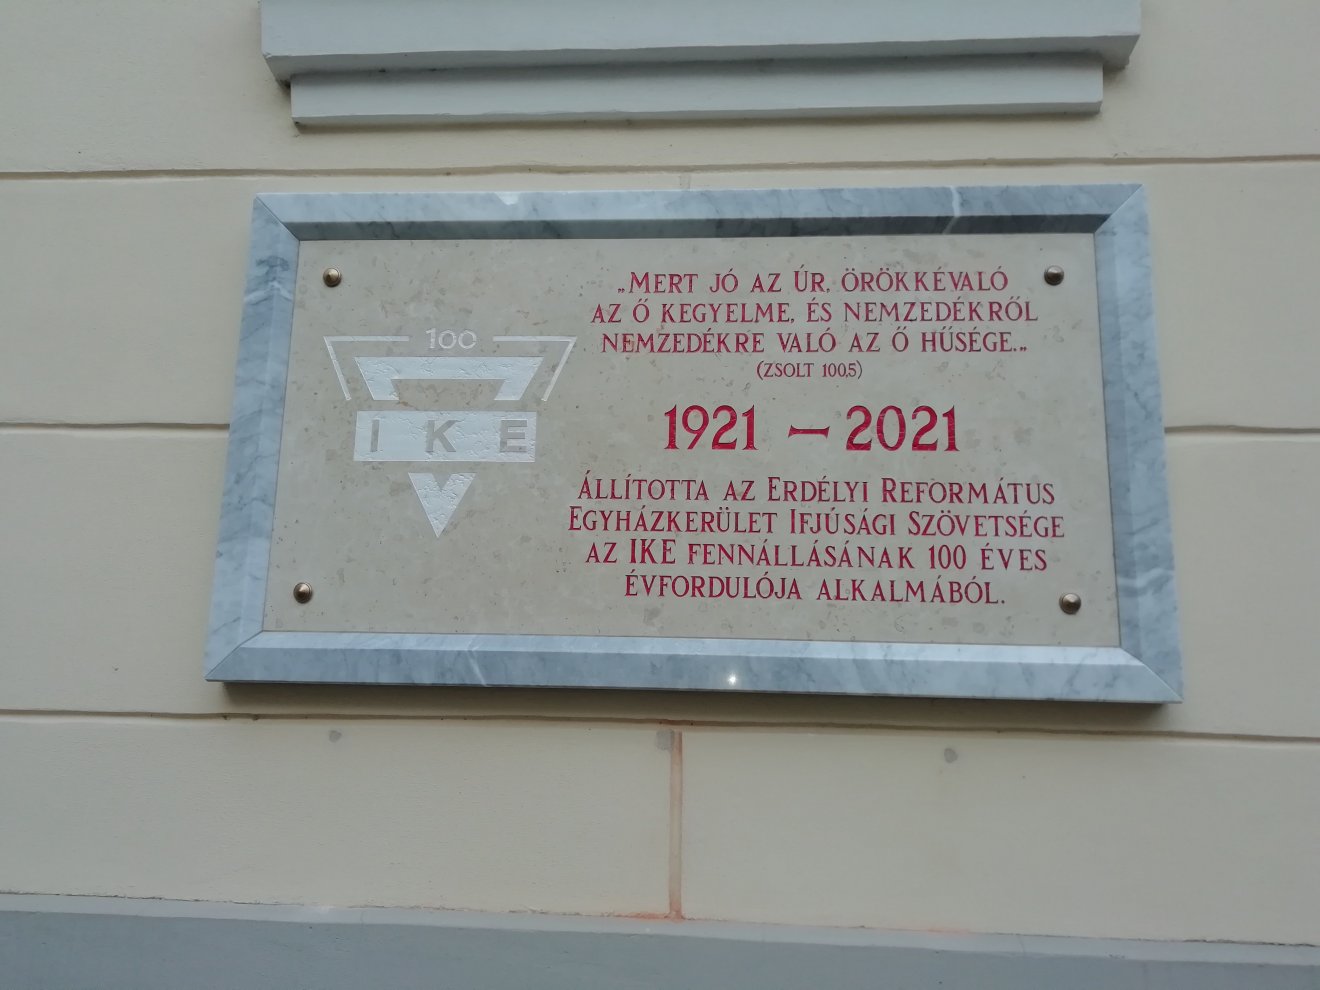 100
IKE
„MERT JÓ AZ ÚR, ÖRÖKKÉVALÓ
AZ Ő KEGYELME, ÉS NEMZEDÉKRŐL
NEMZEDÉKRE VALÓ AZ Ő HŰSÉGE.„
(ZSOLT 100,5)
1921 – 2021
ÁLLÍTOTTA AZ ERDÉLYI REFORMÁTUS
EGYHÁZKERÜLET IFJÚSÁGI SZÖVETSÉGE
AZ IKE FENNÁLLÁSÁNAK 100 ÉVES
ÉVFORDULÓJA ALKALMÁBÓL.